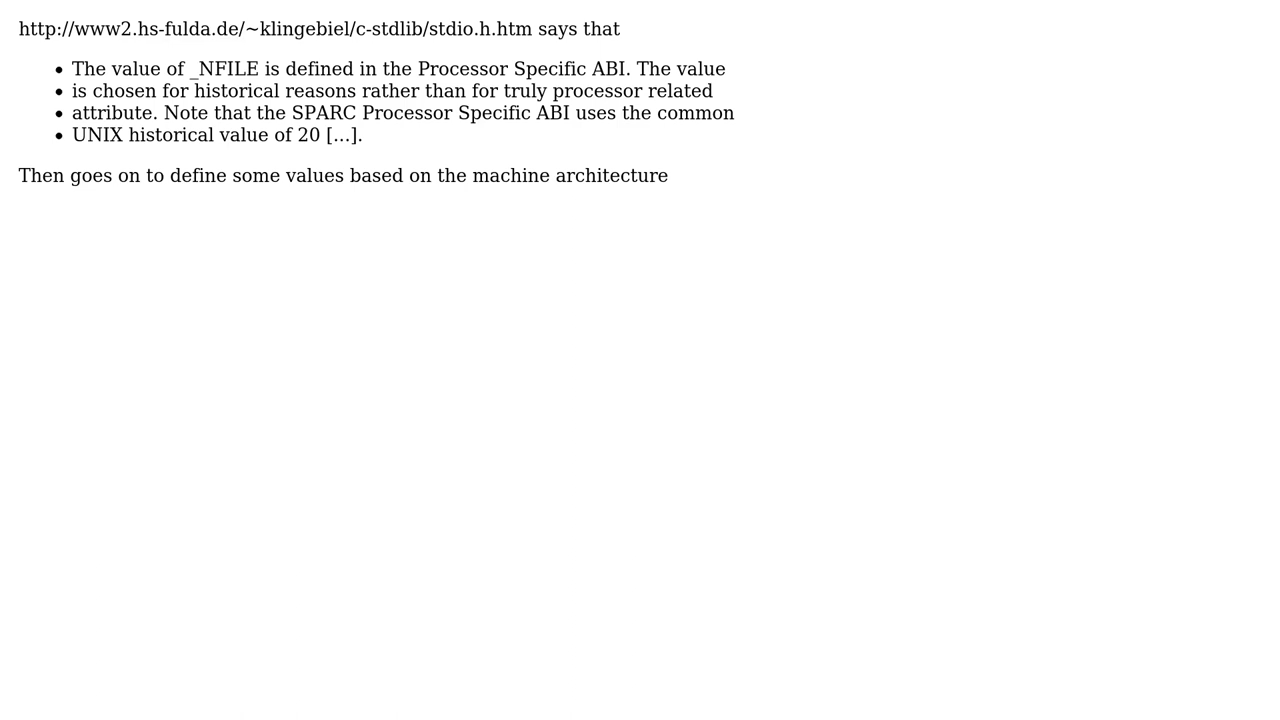 http://www2.hs-fulda.de/~klingebiel/c-stdlib/stdio.h.htm says that
• The value of _NFILE is defined in the Processor Specific ABI. The value
• is chosen for historical reasons rather than for truly processor related
• attribute. Note that the SPARC Processor Specific ABI uses the common
• UNIX historical value of 20 [...].
Then goes on to define some values based on the machine architecture